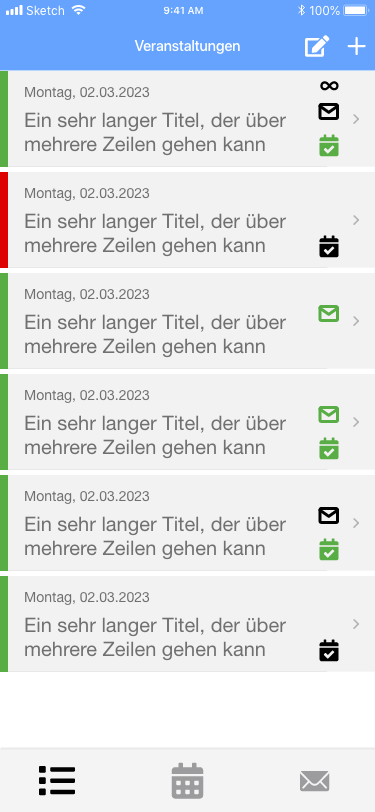 Sketch 9:41 AM 100%
Veranstaltungen
Montag, 02.03.2023
Ein sehr langer Titel, der über
mehrere Zeilen gehen kann
Montag, 02.03.2023
Ein sehr langer Titel, der über
mehrere Zeilen gehen kann
Montag, 02.03.2023
Ein sehr langer Titel, der über
mehrere Zeilen gehen kann
Montag, 02.03.2023
Ein sehr langer Titel, der über
mehrere Zeilen gehen kann
Montag, 02.03.2023
Ein sehr langer Titel, der über
mehrere Zeilen gehen kann
Montag, 02.03.2023
Ein sehr langer Titel, der über
mehrere Zeilen gehen kann